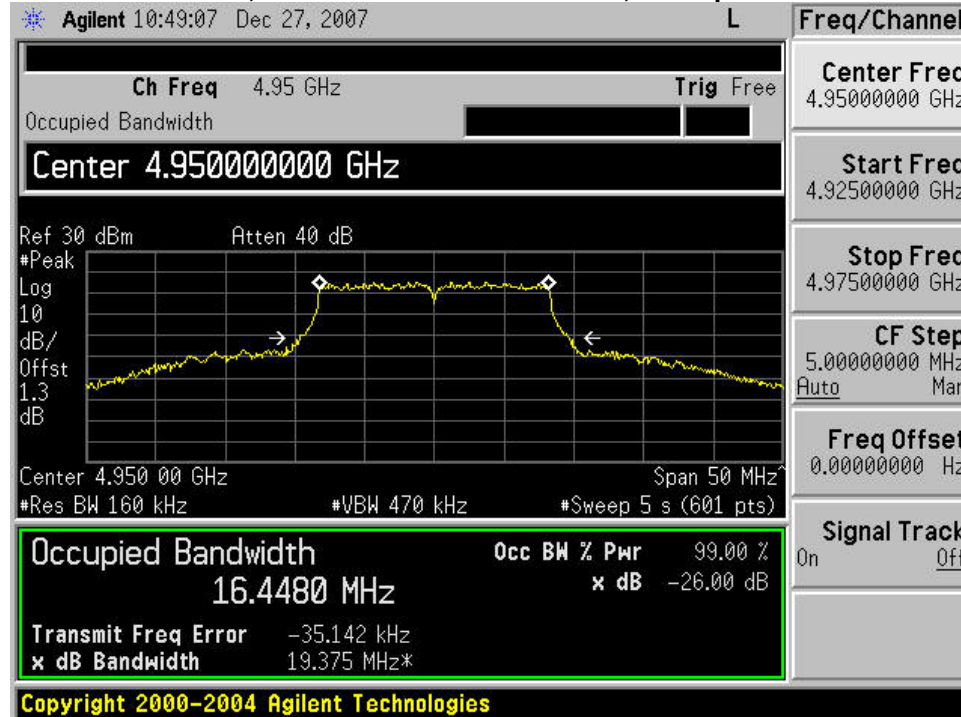 Agilent 10:49:07 Dec 27, 2007 L
Freq/Channel
Ch Freq 4.95 GHz Trig Free
Occupied Bandwidth
Center 4.950000000 GHz
Ref 30 dBm Atten 40 dB
#Peak
Log
10
dB/
Offst
1.3
dB
Center 4.950 00 GHz Span 50 MHz^
#Res BW 160 kHz #VBW 470 kHz #Sweep 5 s (601 pts)
Occupied Bandwidth Occ BW % Pwr 99.00 %
16.4480 MHz x dB -26.00 dB
Transmit Freq Error -35.142 kHz
x dB Bandwidth 19.375 MHz*
Copyright 2000-2004 Agilent Technologies
Center Freq
4.95000000 GHz
Start Freq
4.92500000 GHz
Stop Freq
4.97500000 GHz
CF Step
5.00000000 MHz
Auto Man
Freq Offset
0.00000000 Hz
Signal Track
On Off